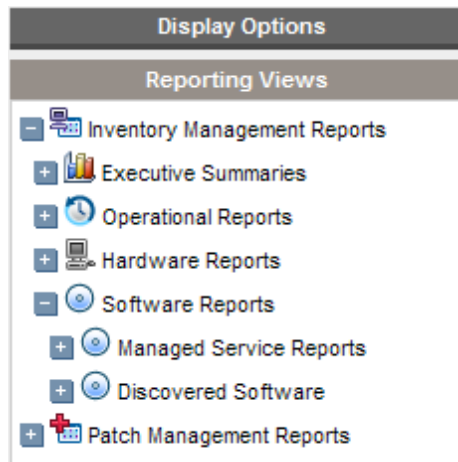 Display Options
Reporting Views
Inventory Management Reports
Executive Summaries
Operational Reports
Hardware Reports
Software Reports
Managed Service Reports
Discovered Software
Patch Management Reports